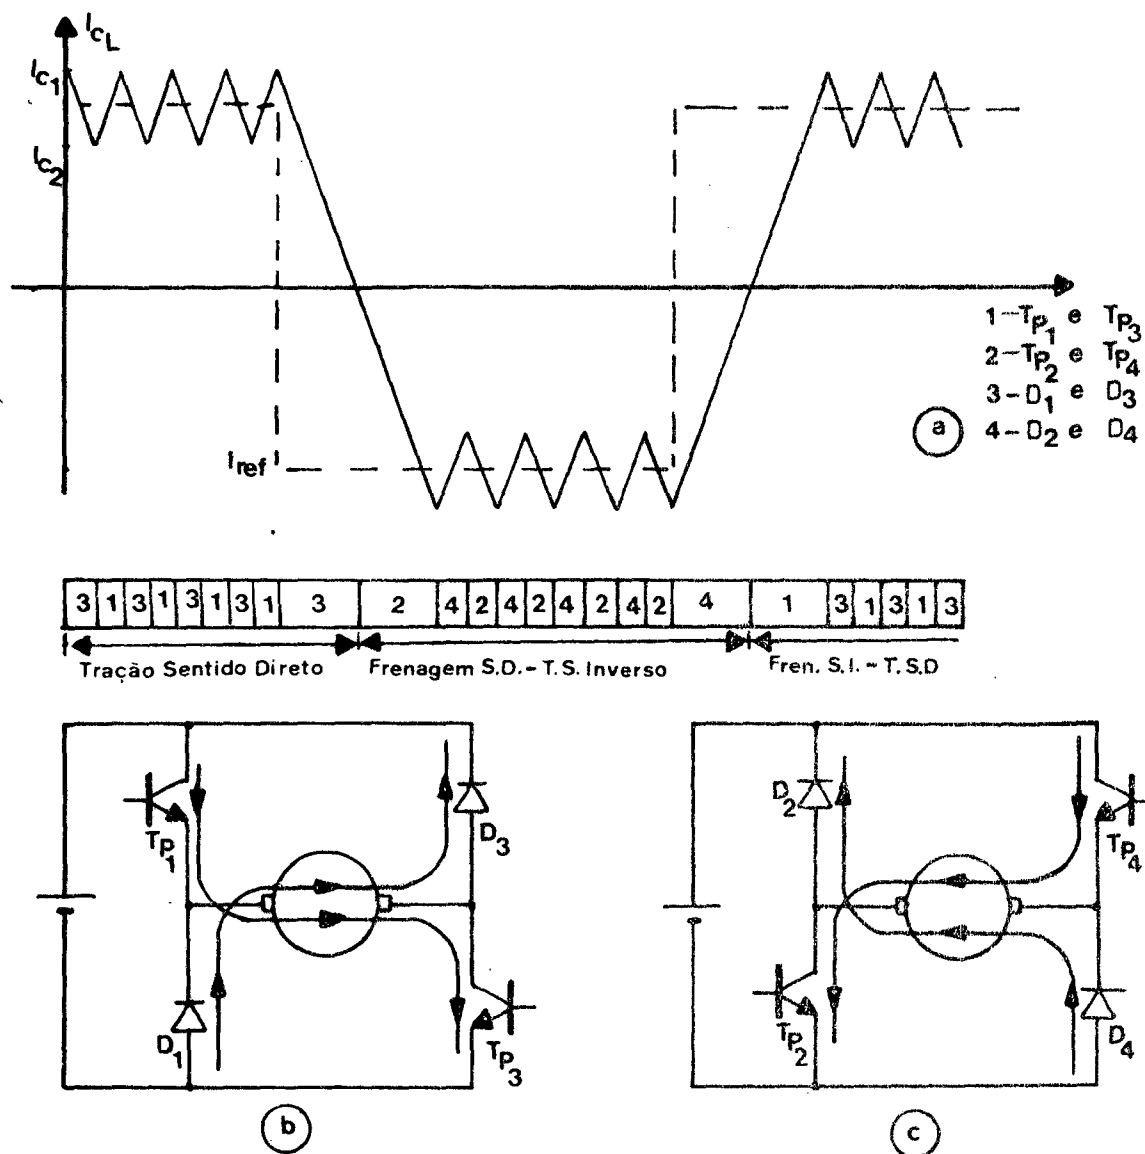 I_CL
I_C1
I_C2
I_ref
1-T_P1 e T_P3
2-T_P2 e T_P4
3-D_1 e D_3
4-D_2 e D_4
a
3 1 3 1 3 1 3 1 3 2 4 2 4 2 4 2 4 2 4 1 3 1 3 1 3
Tração Sentido Direto
Frenagem S.D.-T.S. Inverso
Fren. S.I.-T.S.D
T_P1
D_3
D_1
T_P3
b
D_2
T_P4
T_P2
D_4
c